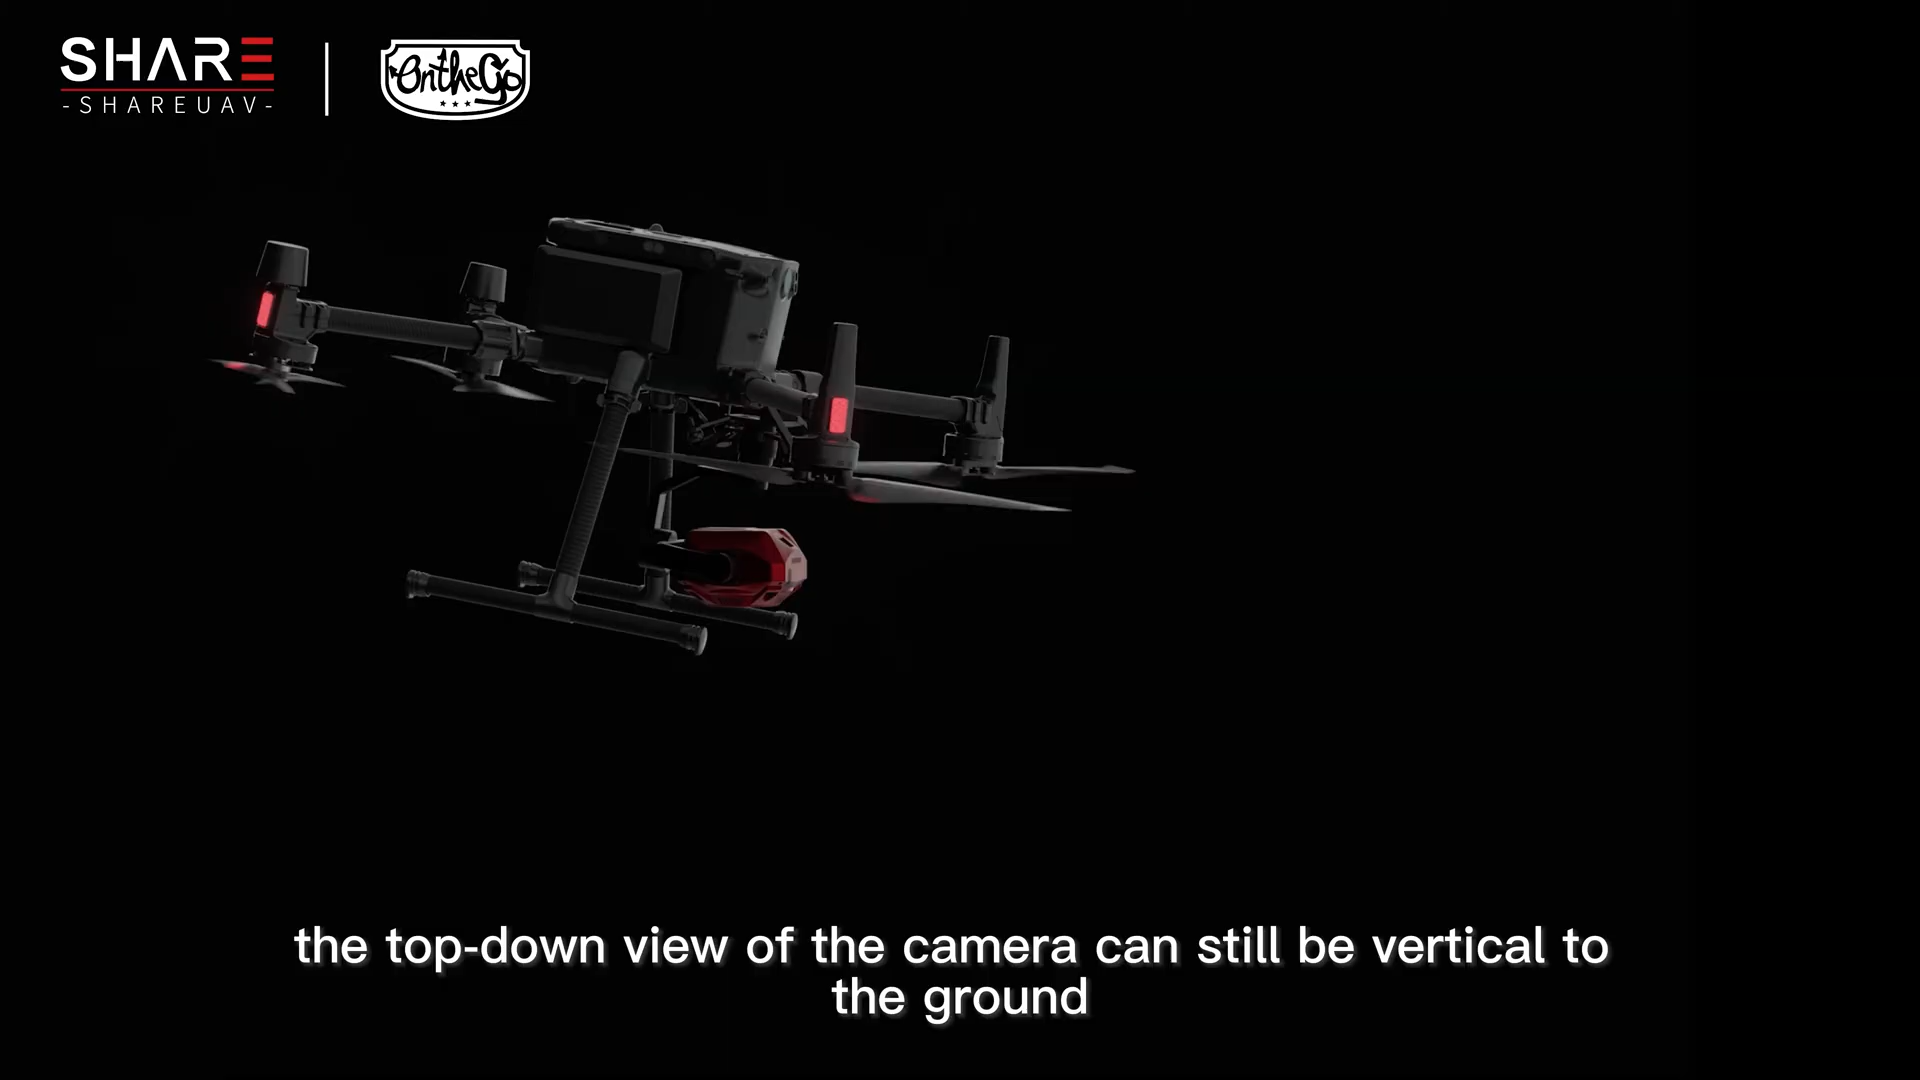 SHARE
-SHAREUAV-
OntheGo
the top-down view of the camera can still be vertical to
the ground